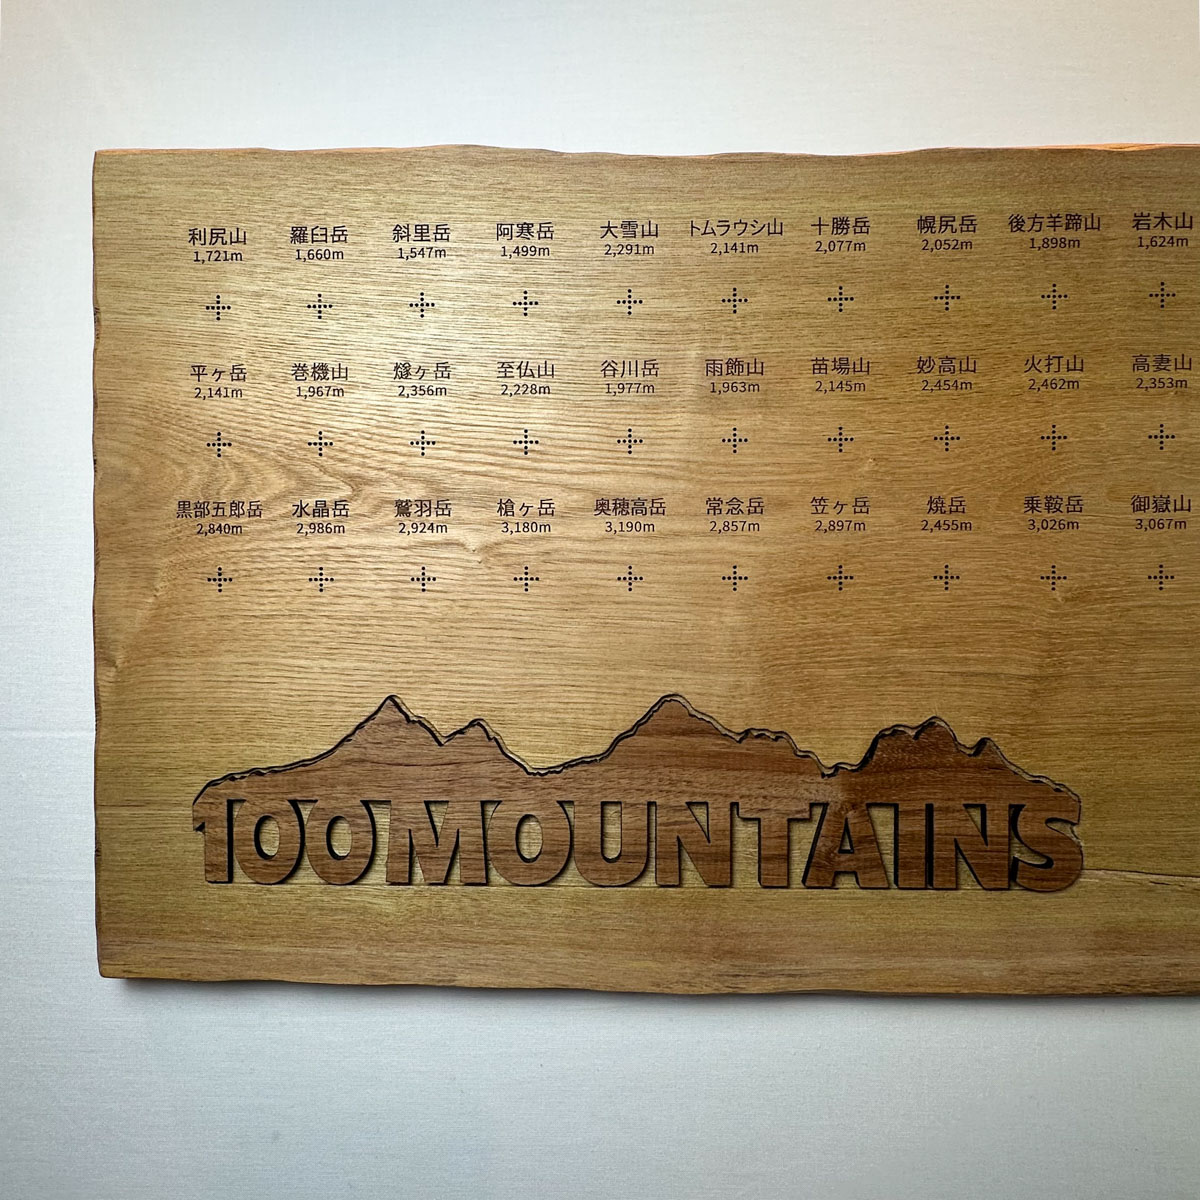 利尻山 羅臼岳 斜里岳 阿寒岳 大雪山 トムラウシ山 十勝岳 幌尻岳 後方羊蹄山 岩木山
1,721m 1,660m 1,547m 1,499m 2,291m 2,141m 2,077m 2,052m 1,898m 1,624m
平ヶ岳 巻機山 燧ヶ岳 至仏山 谷川岳 雨飾山 苗場山 妙高山 火打山 高妻山
2,141m 1,967m 2,356m 2,228m 1,977m 1,963m 2,145m 2,454m 2,462m 2,353m
黒部五郎岳 水晶岳 鷲羽岳 槍ヶ岳 奥穂高岳 常念岳 笠ヶ岳 焼岳 乗鞍岳 御嶽山
2,840m 2,986m 2,924m 3,180m 3,190m 2,857m 2,897m 2,455m 3,026m 3,067m
100MOUNTAINS